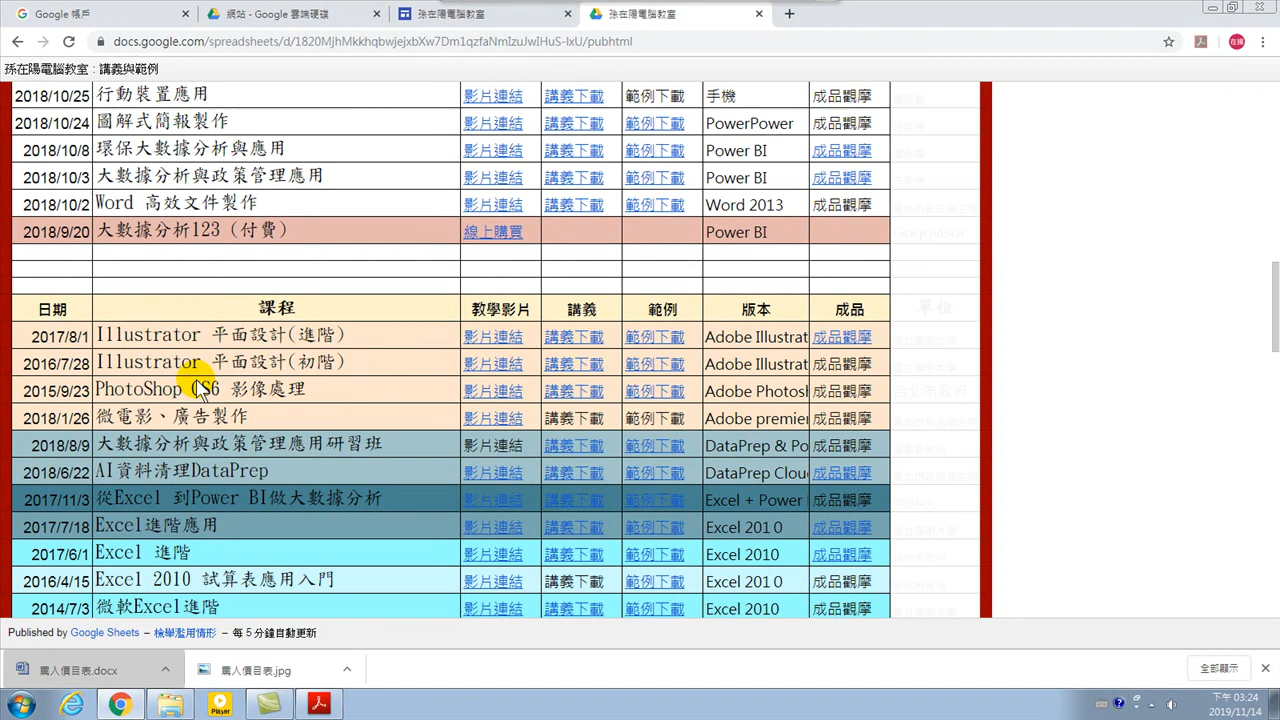 Google 帳戶
網站 - Google 雲端硬碟
孫在陽電腦教室
孫在陽電腦教室
docs.google.com/spreadsheets/d/1820MjhMkkhqbwjejxbXw7Dm1qzfaNmIzuJwIHuS-lxU/pubhtml
在陽
孫在陽電腦教室 : 講義與範例
2018/10/25 行動裝置應用 影片連結 講義下載 範例下載 手機 成品觀摩
2018/10/24 圖解式簡報製作 影片連結 講義下載 範例下載 PowerPower 成品觀摩
2018/10/8 環保大數據分析與應用 影片連結 講義下載 範例下載 Power BI 成品觀摩
2018/10/3 大數據分析與政策管理應用 影片連結 講義下載 範例下載 Power BI 成品觀摩
2018/10/2 Word 高效文件製作 影片連結 講義下載 範例下載 Word 2013 成品觀摩
2018/9/20 大數據分析123 (付費) 線上購買 Power BI Gogovisor
日期 課程 教學影片 講義 範例 版本 成品 單位
2017/8/1 Illustrator 平面設計(進階) 影片連結 講義下載 範例下載 Adobe Illustrat 成品觀摩
2016/7/28 Illustrator 平面設計(初階) 影片連結 講義下載 範例下載 Adobe Illustrat 成品觀摩
2015/9/23 PhotoShop CS6 影像處理 影片連結 講義下載 範例下載 Adobe Photosh 成品觀摩 台北市政府
2018/1/26 微電影、廣告製作 影片連結 講義下載 範例下載 Adobe premier 成品觀摩
2018/8/9 大數據分析與政策管理應用研習班 影片連結 講義下載 範例下載 DataPrep & Po 成品觀摩
2018/6/22 AI資料清理DataPrep 影片連結 講義下載 範例下載 DataPrep Clou 成品觀摩
2017/11/3 從Excel 到Power BI做大數據分析 影片連結 講義下載 範例下載 Excel + Power 成品觀摩
2017/7/18 Excel進階應用 影片連結 講義下載 範例下載 Excel 201 0 成品觀摩
2017/6/1 Excel 進階 影片連結 講義下載 範例下載 Excel 2010 成品觀摩
2016/4/15 Excel 2010 試算表應用入門 影片連結 講義下載 範例下載 Excel 201 0 成品觀摩
2014/7/3 微軟Excel進階 影片連結 講義下載 範例下載 Excel 2010 成品觀摩
Published by Google Sheets – 檢舉濫用情形 – 每 5 分鐘自動更新
罵人價目表.docx
罵人價目表.jpg
全部顯示
Player
下午 03:24
2019/11/14